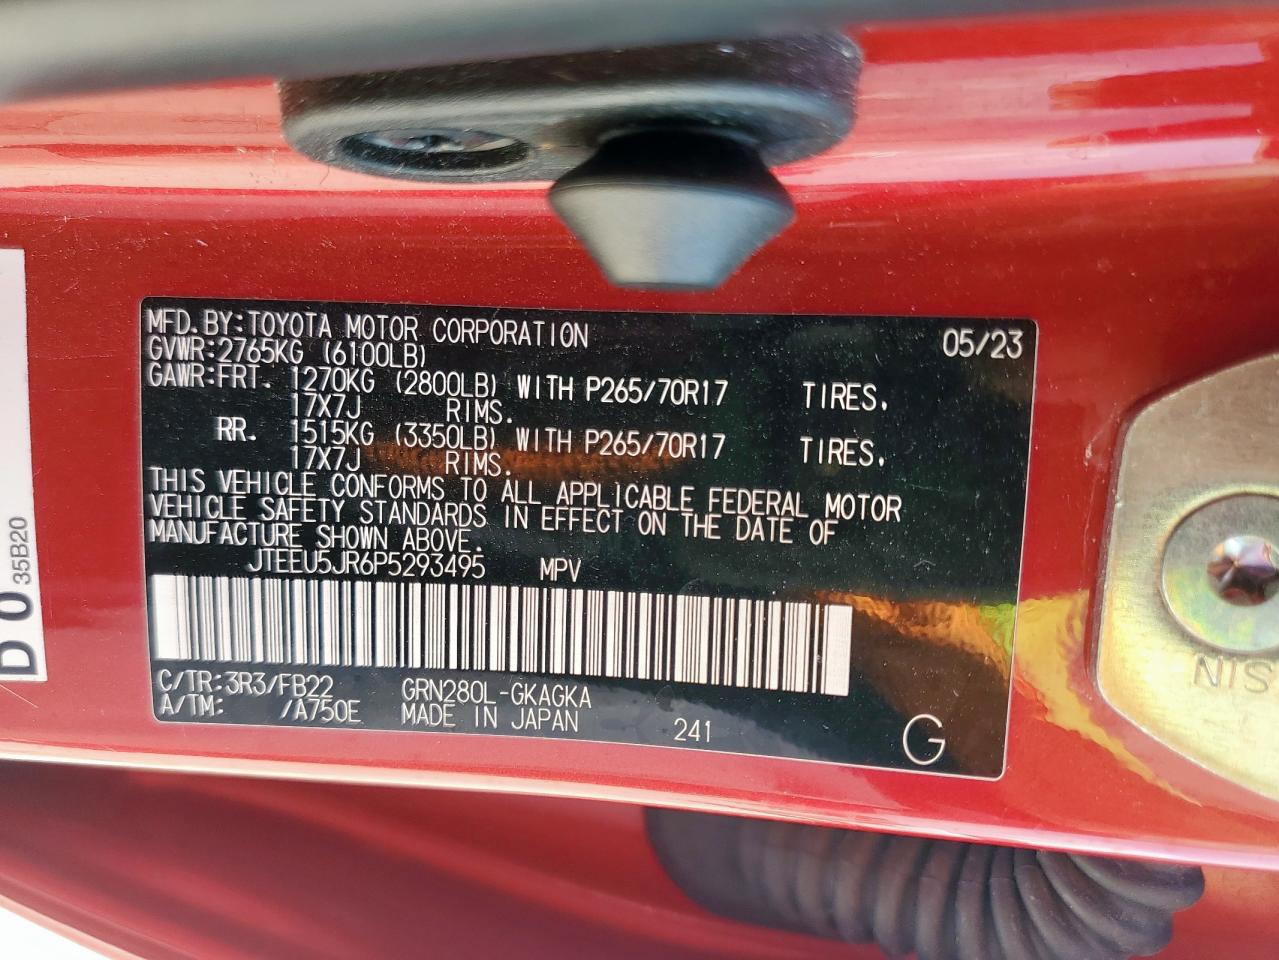 MFD.BY:TOYOTA MOTOR CORPORATION 05/23
GVWR:2765KG (6100LB)
GAWR:FRT. 1270KG (2800LB) WITH P265/70R17 TIRES.
17X7J RIMS.
RR. 1515KG (3350LB) WITH P265/70R17 TIRES.
17X7J RIMS.
THIS VEHICLE CONFORMS TO ALL APPLICABLE FEDERAL MOTOR
VEHICLE SAFETY STANDARDS IN EFFECT ON THE DATE OF
MANUFACTURE SHOWN ABOVE.
JTEEU5JR6P5293495 MPV
C/TR:3R3/FB22 GRN280L-GKAGKA
A/TM: /A750E MADE IN JAPAN 241 G
D 0
35B20
NIS